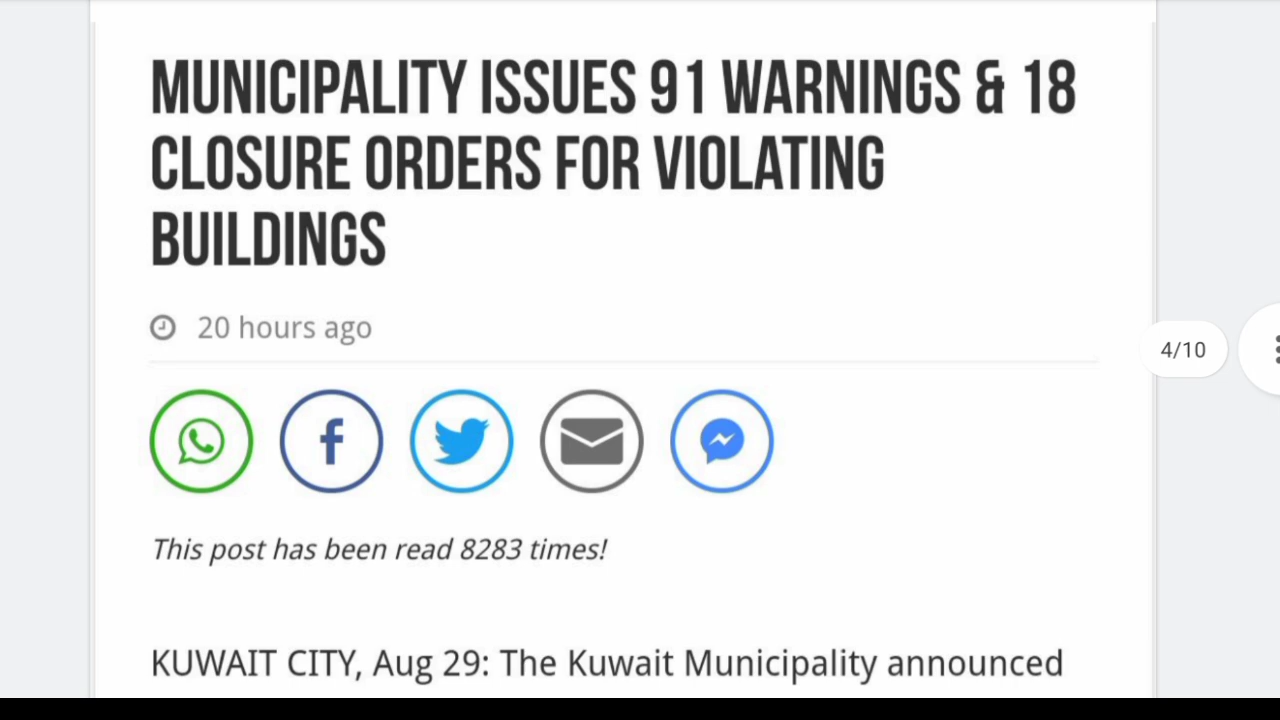 MUNICIPALITY ISSUES 91 WARNINGS & 18
CLOSURE ORDERS FOR VIOLATING
BUILDINGS
20 hours ago
4/10
This post has been read 8283 times!
KUWAIT CITY, Aug 29: The Kuwait Municipality announced